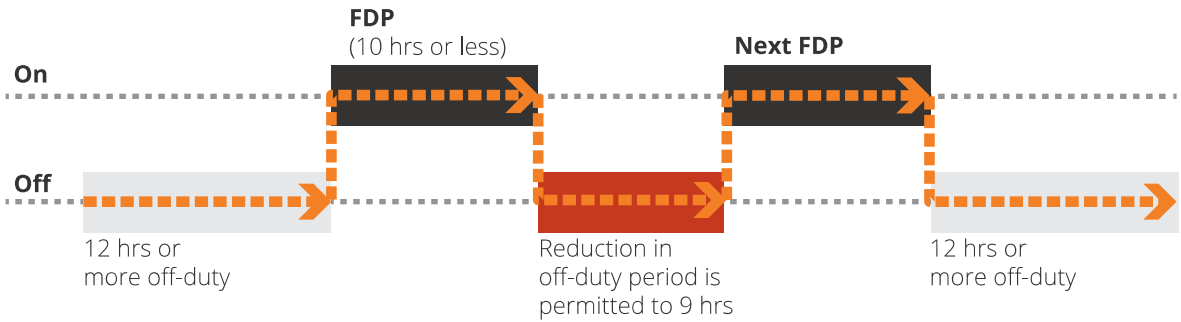 FDP
(10 hrs or less)
Next FDP
On
Off
12 hrs or
more off-duty
Reduction in
off-duty period is
permitted to 9 hrs
12 hrs or
more off-duty